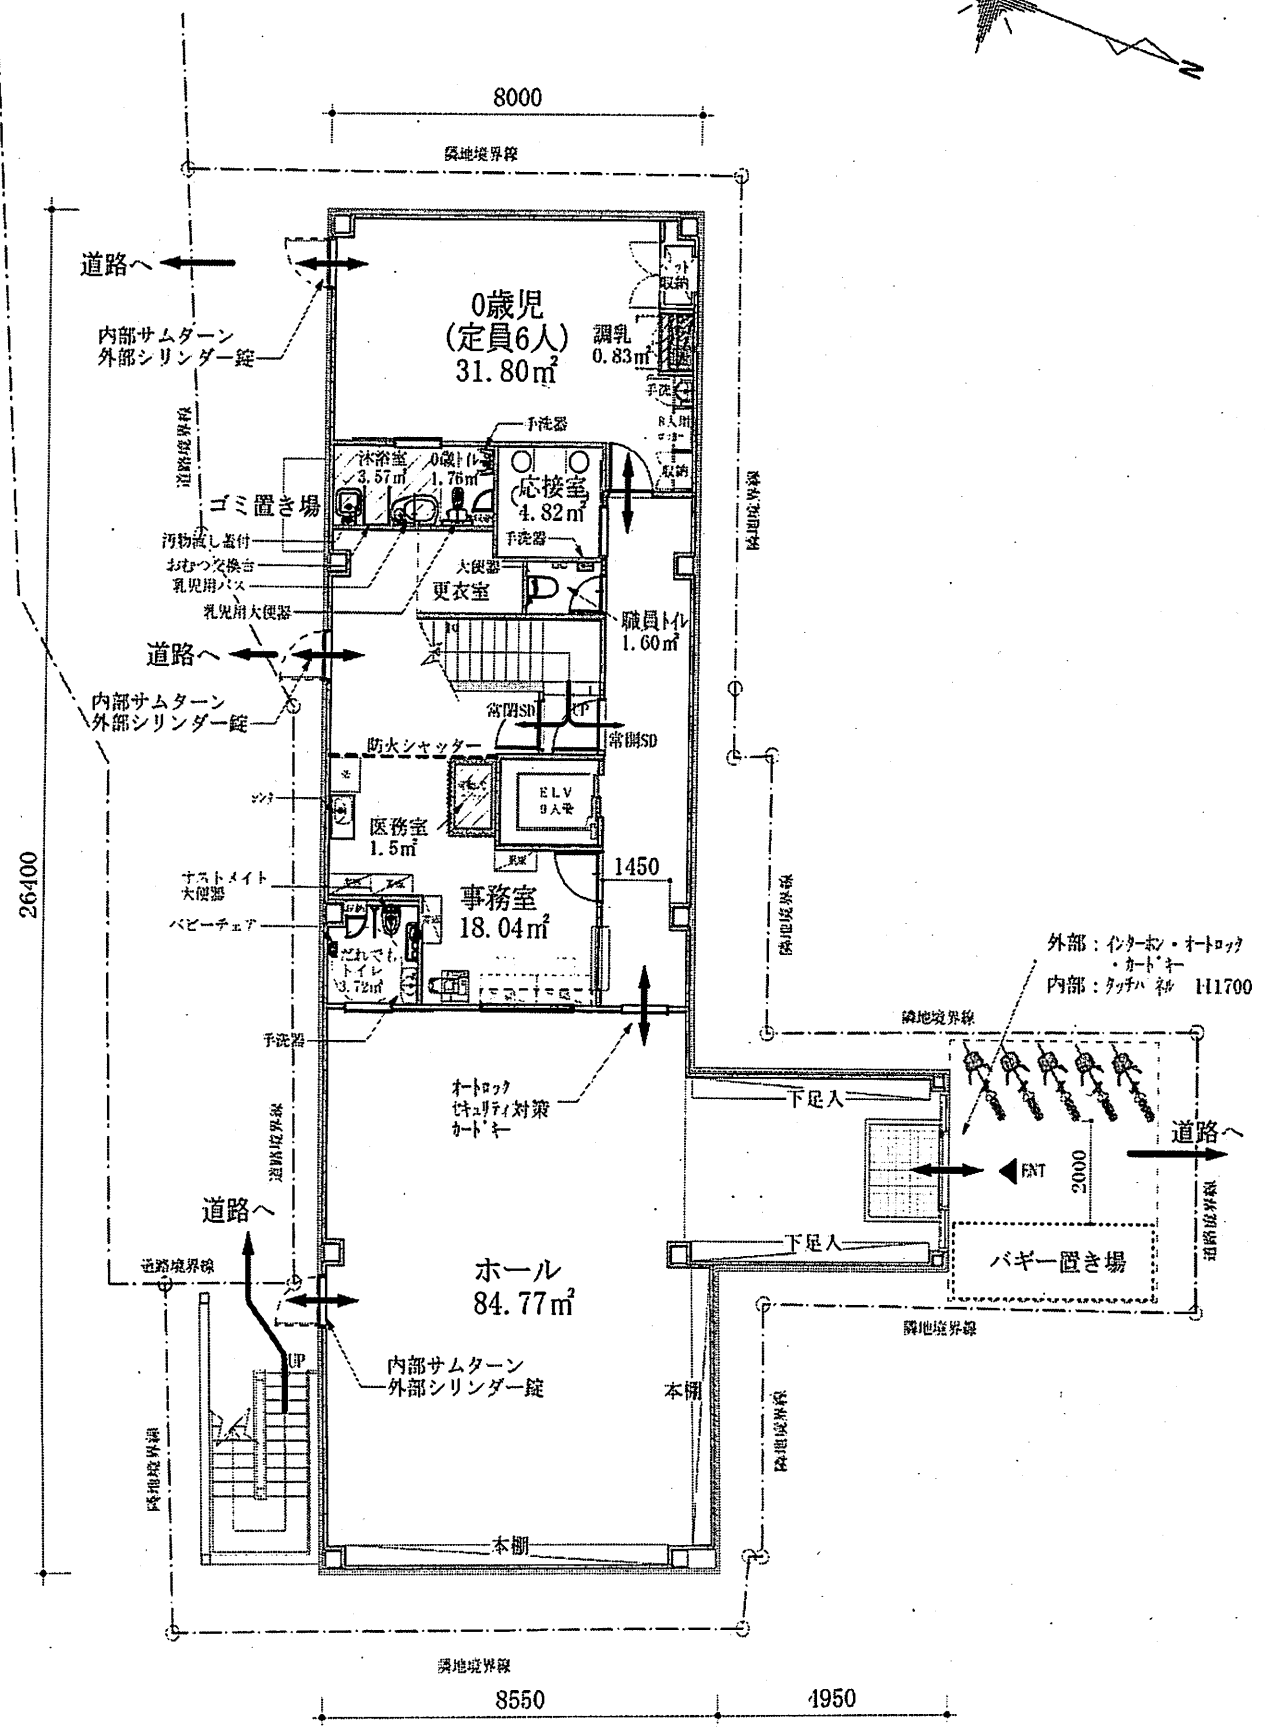 N
8000
隣地境界線
道路へ
0歳児
(定員6人)
31.80㎡
収納
調乳
0.83㎡
内部サムターン
外部シリンダー錠
手洗
道路境界線
手洗器
収納
沐浴室
3.57㎡
0歳トイレ
1.76㎡
応接室
4.82㎡
手洗器
隣地境界線
ゴミ置き場
汚物流し蓋付
おむつ交換台
乳児用バス
乳児用大便器
大便器
更衣室
職員トイレ
1.60㎡
道路へ
内部サムターン
外部シリンダー錠
常閉SD
UP
常開SD
防火シャッター
ELV
9人乗
医務室
1.5㎡
26400
1450
オストメイト
大便器
事務室
18.04㎡
ベビーチェア
だれでも
トイレ
3.72㎡
手洗器
隣地境界線
外部：インターホン・オートロック
・カードキー
内部：タッチパネル H1700
隣地境界線
オートロック
セキュリティ対策
カードキー
下足入
道路へ
道路境界線
2000
ENT
道路へ
道路境界線
下足入
バギー置き場
道路境界線
ホール
84.77㎡
隣地境界線
UP
内部サムターン
外部シリンダー錠
本棚
隣地境界線
隣地境界線
本棚
隣地境界線
8550
4950